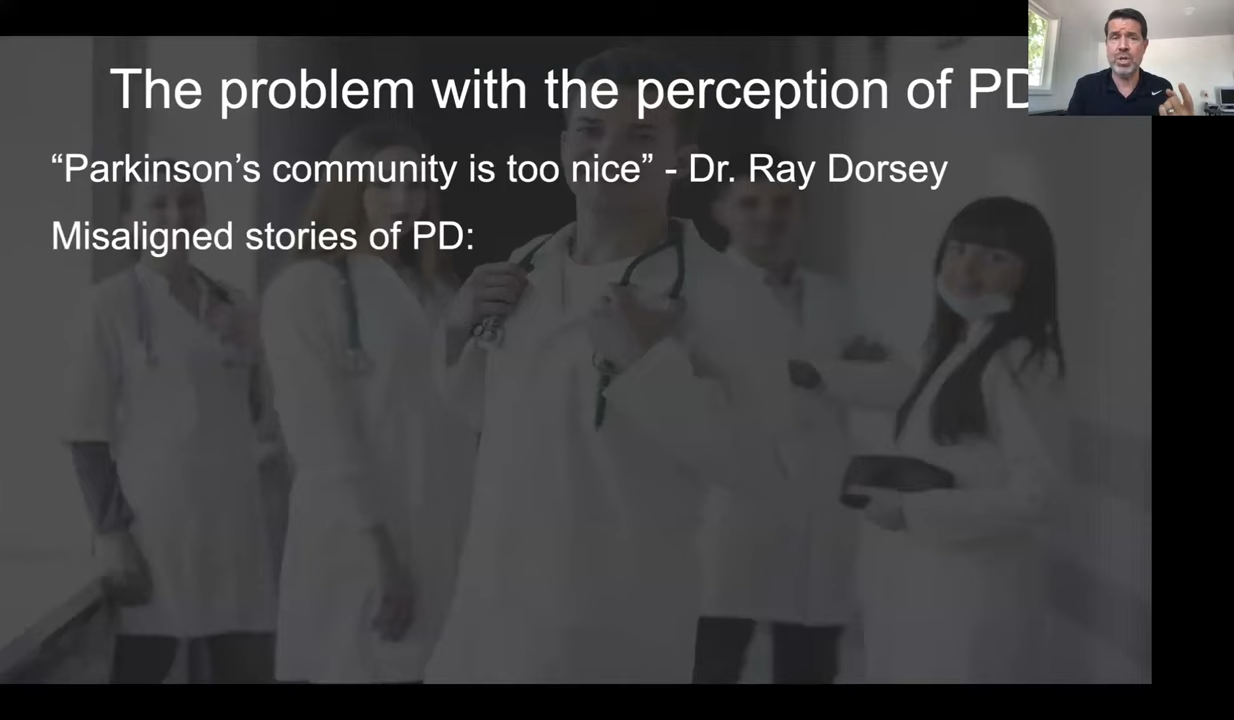 The problem with the perception of PD
“Parkinson’s community is too nice” - Dr. Ray Dorsey
Misaligned stories of PD: